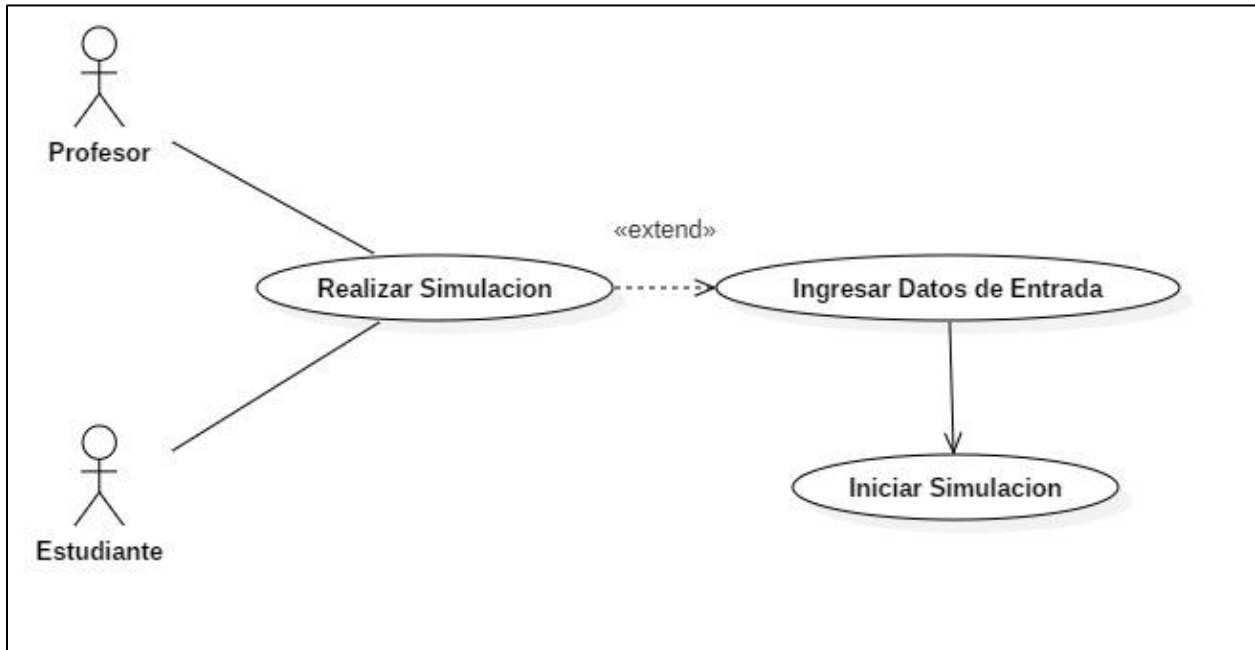 Profesor
«extend»
Realizar Simulacion
Ingresar Datos de Entrada
Iniciar Simulacion
Estudiante